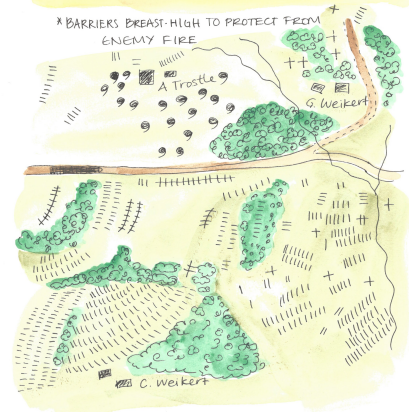 * BARRIERS BREAST-HIGH TO PROTECT FROM
ENEMY FIRE
A Trostle
G. Weikert
C. Weikert